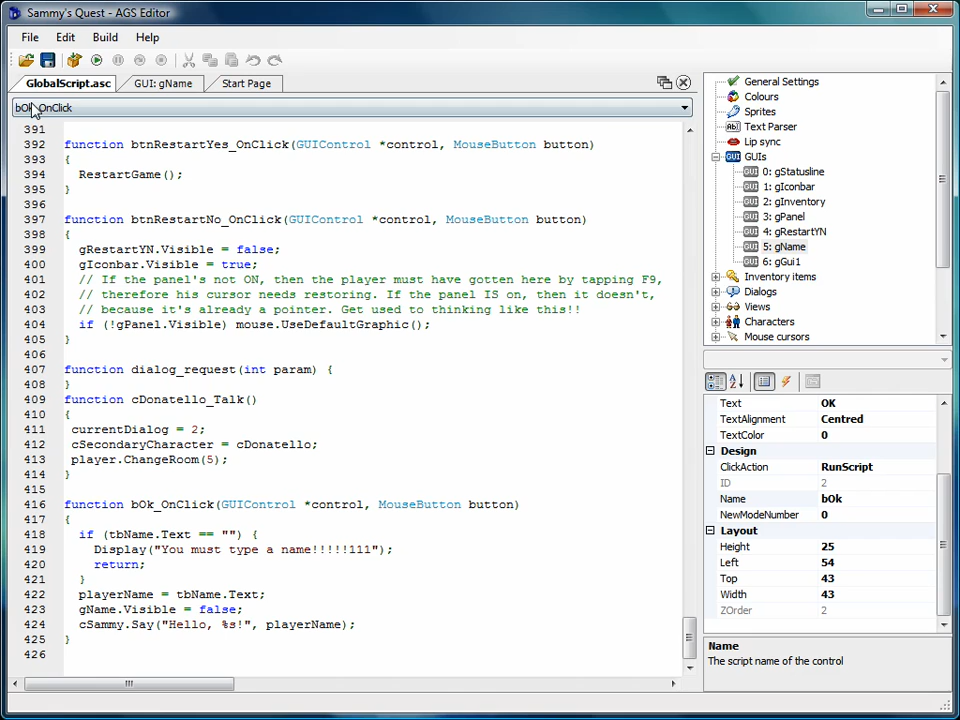 Sammy's Quest - AGS Editor
File Edit Build Help
GlobalScript.asc GUI: gName Start Page
bOk_OnClick
391
392 function btnRestartYes_OnClick(GUIControl *control, MouseButton button)
393 {
394 RestartGame();
395 }
396
397 function btnRestartNo_OnClick(GUIControl *control, MouseButton button)
398 {
399 gRestartYN.Visible = false;
400 gIconbar.Visible = true;
401 // If the panel's not ON, then the player must have gotten here by tapping F9,
402 // therefore his cursor needs restoring. If the panel IS on, then it doesn't,
403 // because it's already a pointer. Get used to thinking like this!!
404 if (!gPanel.Visible) mouse.UseDefaultGraphic();
405 }
406
407 function dialog_request(int param) {
408 }
409 function cDonatello_Talk()
410 {
411 currentDialog = 2;
412 cSecondaryCharacter = cDonatello;
413 player.ChangeRoom(5);
414 }
415
416 function bOk_OnClick(GUIControl *control, MouseButton button)
417 {
418 if (tbName.Text == "") {
419 Display("You must type a name!!!!!111");
420 return;
421 }
422 playerName = tbName.Text;
423 gName.Visible = false;
424 cSammy.Say("Hello, %s!", playerName);
425 }
426
General Settings
Colours
Sprites
Abl Text Parser
Lip sync
GUI GUIs
GUI 0: gStatusline
GUI 1: gIconbar
GUI 2: gInventory
GUI 3: gPanel
GUI 4: gRestartYN
GUI 5: gName
GUI 6: gGui1
Inventory items
Dialogs
Views
Characters
Mouse cursors
Text OK
TextAlignment Centred
TextColor 0
Design
ClickAction RunScript
ID 2
Name bOk
NewModeNumber 0
Layout
Height 25
Left 54
Top 43
Width 43
ZOrder 2
Name
The script name of the control